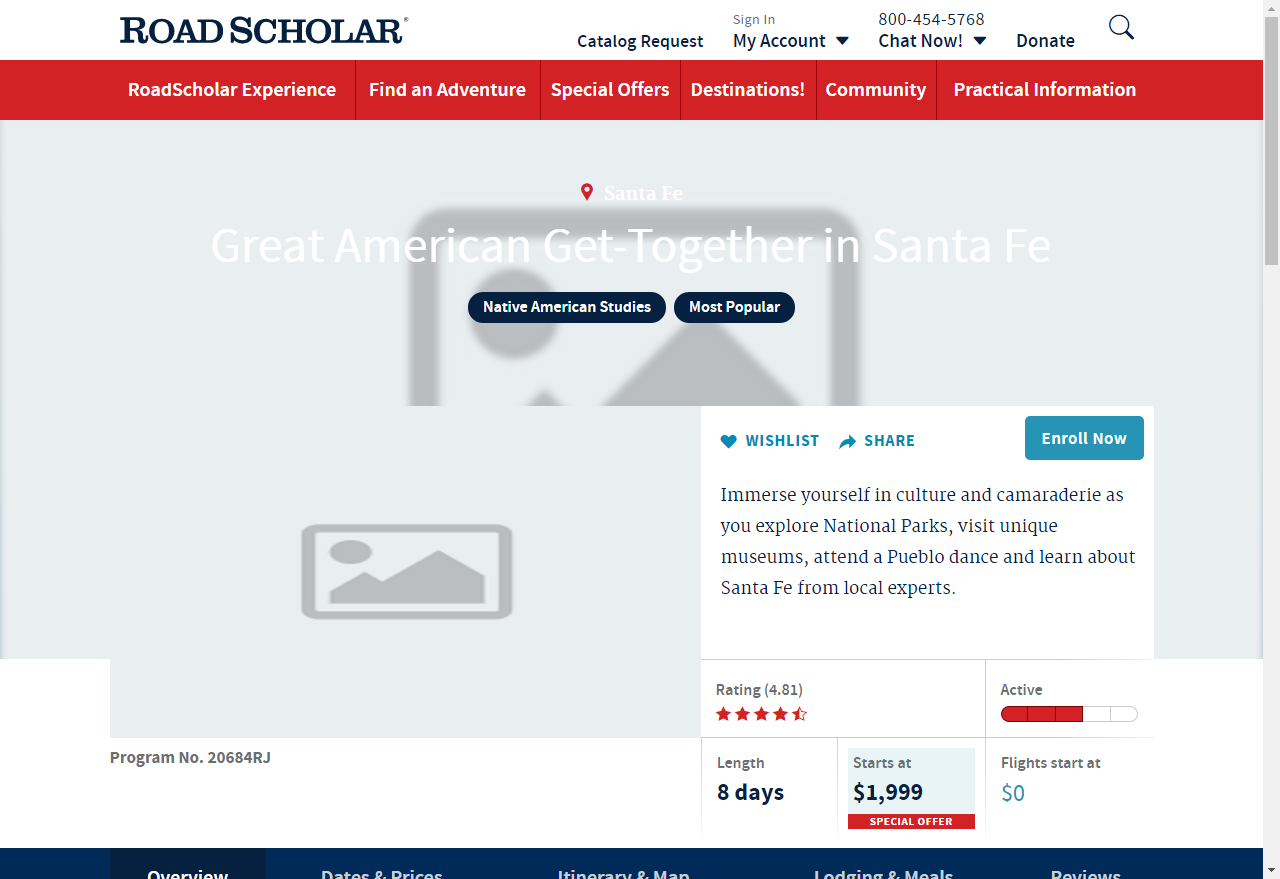 ROAD SCHOLAR®
Sign In
800-454-5768
Catalog Request
My Account
Chat Now!
Donate
RoadScholar Experience
Find an Adventure
Special Offers
Destinations!
Community
Practical Information
Santa Fe
Great American Get-Together in Santa Fe
Native American Studies
Most Popular
WISHLIST
SHARE
Enroll Now
Immerse yourself in culture and camaraderie as
you explore National Parks, visit unique
museums, attend a Pueblo dance and learn about
Santa Fe from local experts.
Rating (4.81)
Active
Program No. 20684RJ
Length
8 days
Starts at
$1,999
SPECIAL OFFER
Flights start at
$0
Overview
Dates & Prices
Itinerary & Map
Lodging & Meals
Reviews